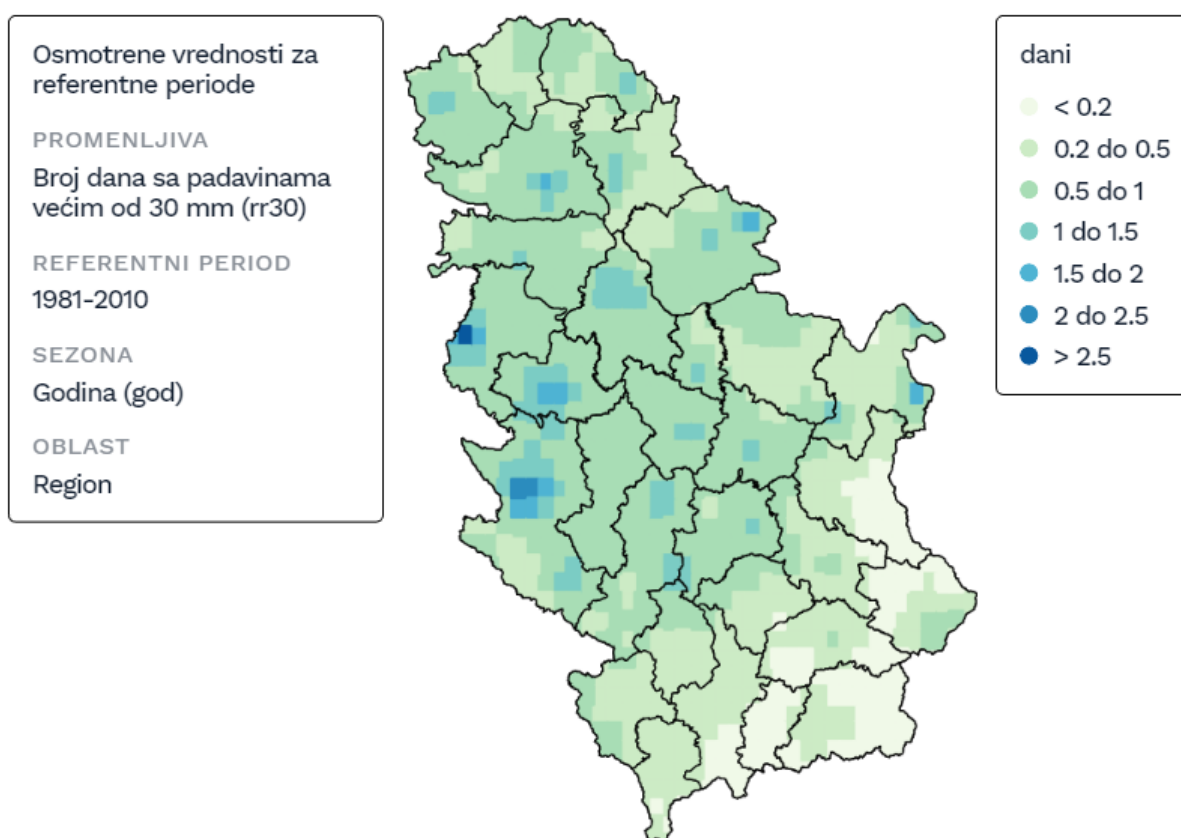 Osmotrene vrednosti za
referentne periode
PROMENLJIVA
Broj dana sa padavinama
većim od 30 mm (rr30)
REFERENTNI PERIOD
1981-2010
SEZONA
Godina (god)
OBLAST
Region
dani
< 0.2
0.2 do 0.5
0.5 do 1
1 do 1.5
1.5 do 2
2 do 2.5
> 2.5